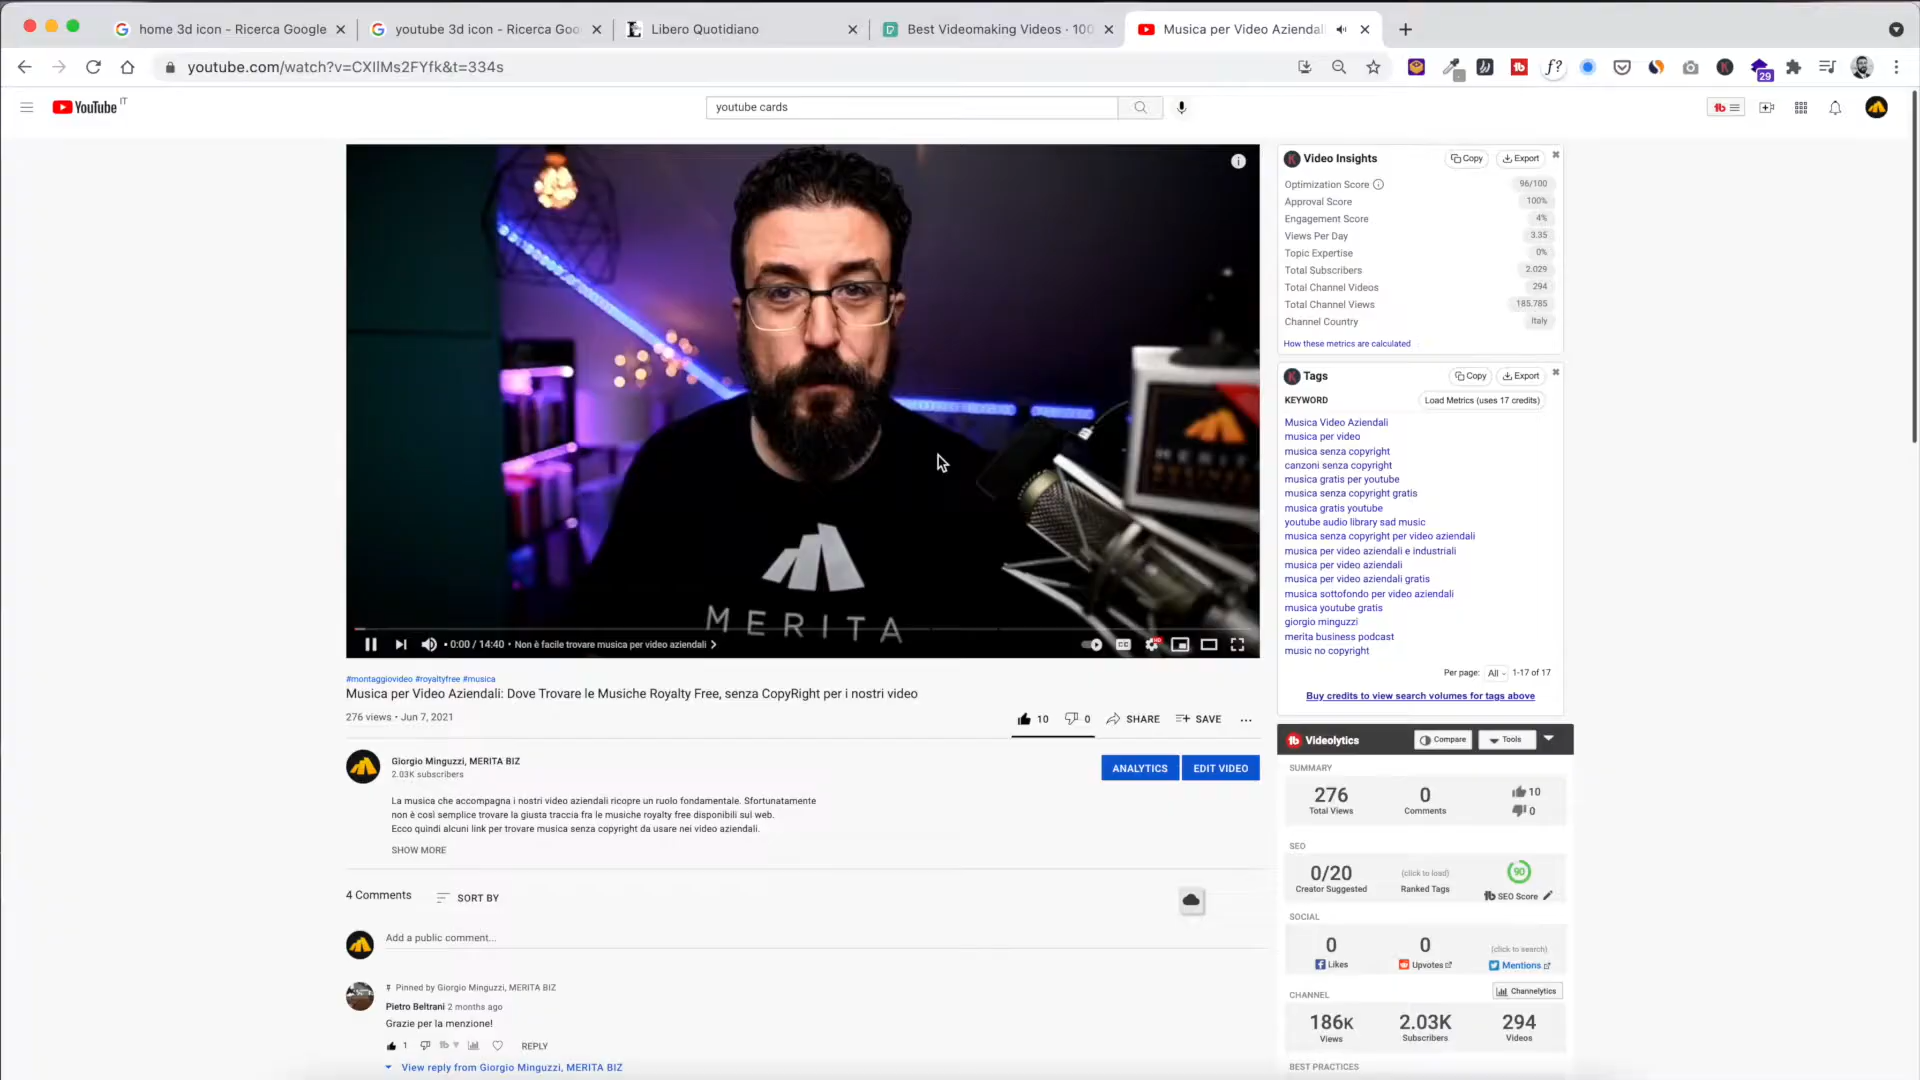 home 3d icon - Ricerca Google
youtube 3d icon - Ricerca Goo
Libero Quotidiano
Best Videomaking Videos · 100
Musica per Video Aziendali
youtube.com/watch?v=CXIlMs2FYfk&t=334s
29
YouTube IT
youtube cards
MERITA
MERITA
0:00 / 14:40 • Non è facile trovare musica per video aziendali
#montaggiovideo #royaltyfree #musica
Musica per Video Aziendali: Dove Trovare le Musiche Royalty Free, senza CopyRight per i nostri video
276 views • Jun 7, 2021
10 0 SHARE SAVE ...
Giorgio Minguzzi, MERITA BIZ
2.03K subscribers
ANALYTICS EDIT VIDEO
La musica che accompagna i nostri video aziendali ricopre un ruolo fondamentale. Sfortunatamente
non è così semplice trovare la giusta traccia fra le musiche royalty free disponibili sul web.
Ecco quindi alcuni link per trovare musica senza copyright da usare nei video aziendali.
SHOW MORE
4 Comments SORT BY
Add a public comment...
Pinned by Giorgio Minguzzi, MERITA BIZ
Pietro Beltrani 2 months ago
Grazie per la menzione!
1 REPLY
View reply from Giorgio Minguzzi, MERITA BIZ
Video Insights Copy Export
Optimization Score 96/100
Approval Score 100%
Engagement Score 4%
Views Per Day 3.35
Topic Expertise 0%
Total Subscribers 2.029
Total Channel Videos 294
Total Channel Views 185.785
Channel Country Italy
How these metrics are calculated
Tags Copy Export
KEYWORD Load Metrics (uses 17 credits)
Musica Video Aziendali
musica per video
musica senza copyright
canzoni senza copyright
musica gratis per youtube
musica senza copyright gratis
musica gratis youtube
youtube audio library sad music
musica senza copyright per video aziendali
musica per video aziendali e industriali
musica per video aziendali
musica per video aziendali gratis
musica sottofondo per video aziendali
musica youtube gratis
giorgio minguzzi
merita business podcast
music no copyright
Per page: All 1-17 of 17
Buy credits to view search volumes for tags above
Videolytics Compare Tools
SUMMARY
276 0 10
Total Views Comments 0
SEO
0/20 (click to load) 90
Creator Suggested Ranked Tags SEO Score
SOCIAL
0 0 (click to search)
Likes Upvotes Mentions
CHANNEL Channelytics
186K 2.03K 294
Views Subscribers Videos
BEST PRACTICES